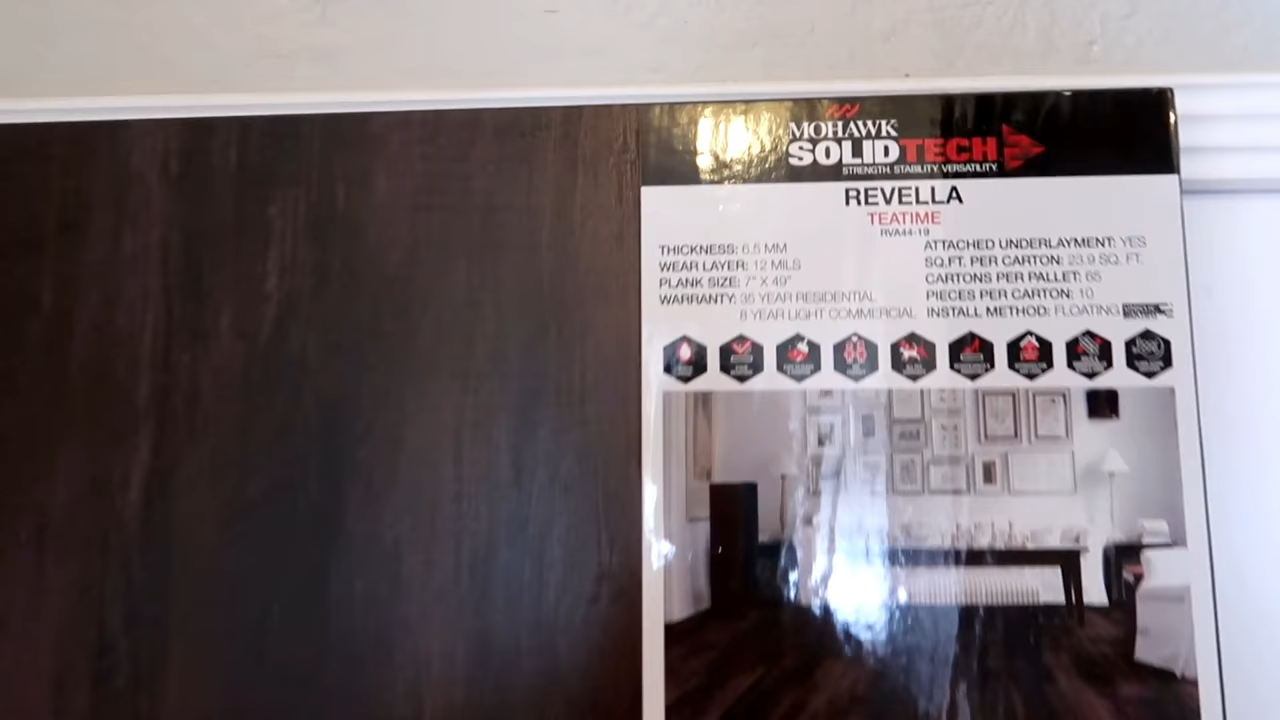 MOHAWK
SOLIDTECH
STRENGTH. STABILITY. VERSATILITY.
REVELLA
TEATIME
RVA44-19
THICKNESS: 6.5 MM
WEAR LAYER: 12 MILS
PLANK SIZE: 7" X 49"
WARRANTY: 35 YEAR RESIDENTIAL
8 YEAR LIGHT COMMERCIAL
ATTACHED UNDERLAYMENT: YES
SQ.FT. PER CARTON: 23.9 SQ. FT.
CARTONS PER PALLET: 65
PIECES PER CARTON: 10
INSTALL METHOD: FLOATING